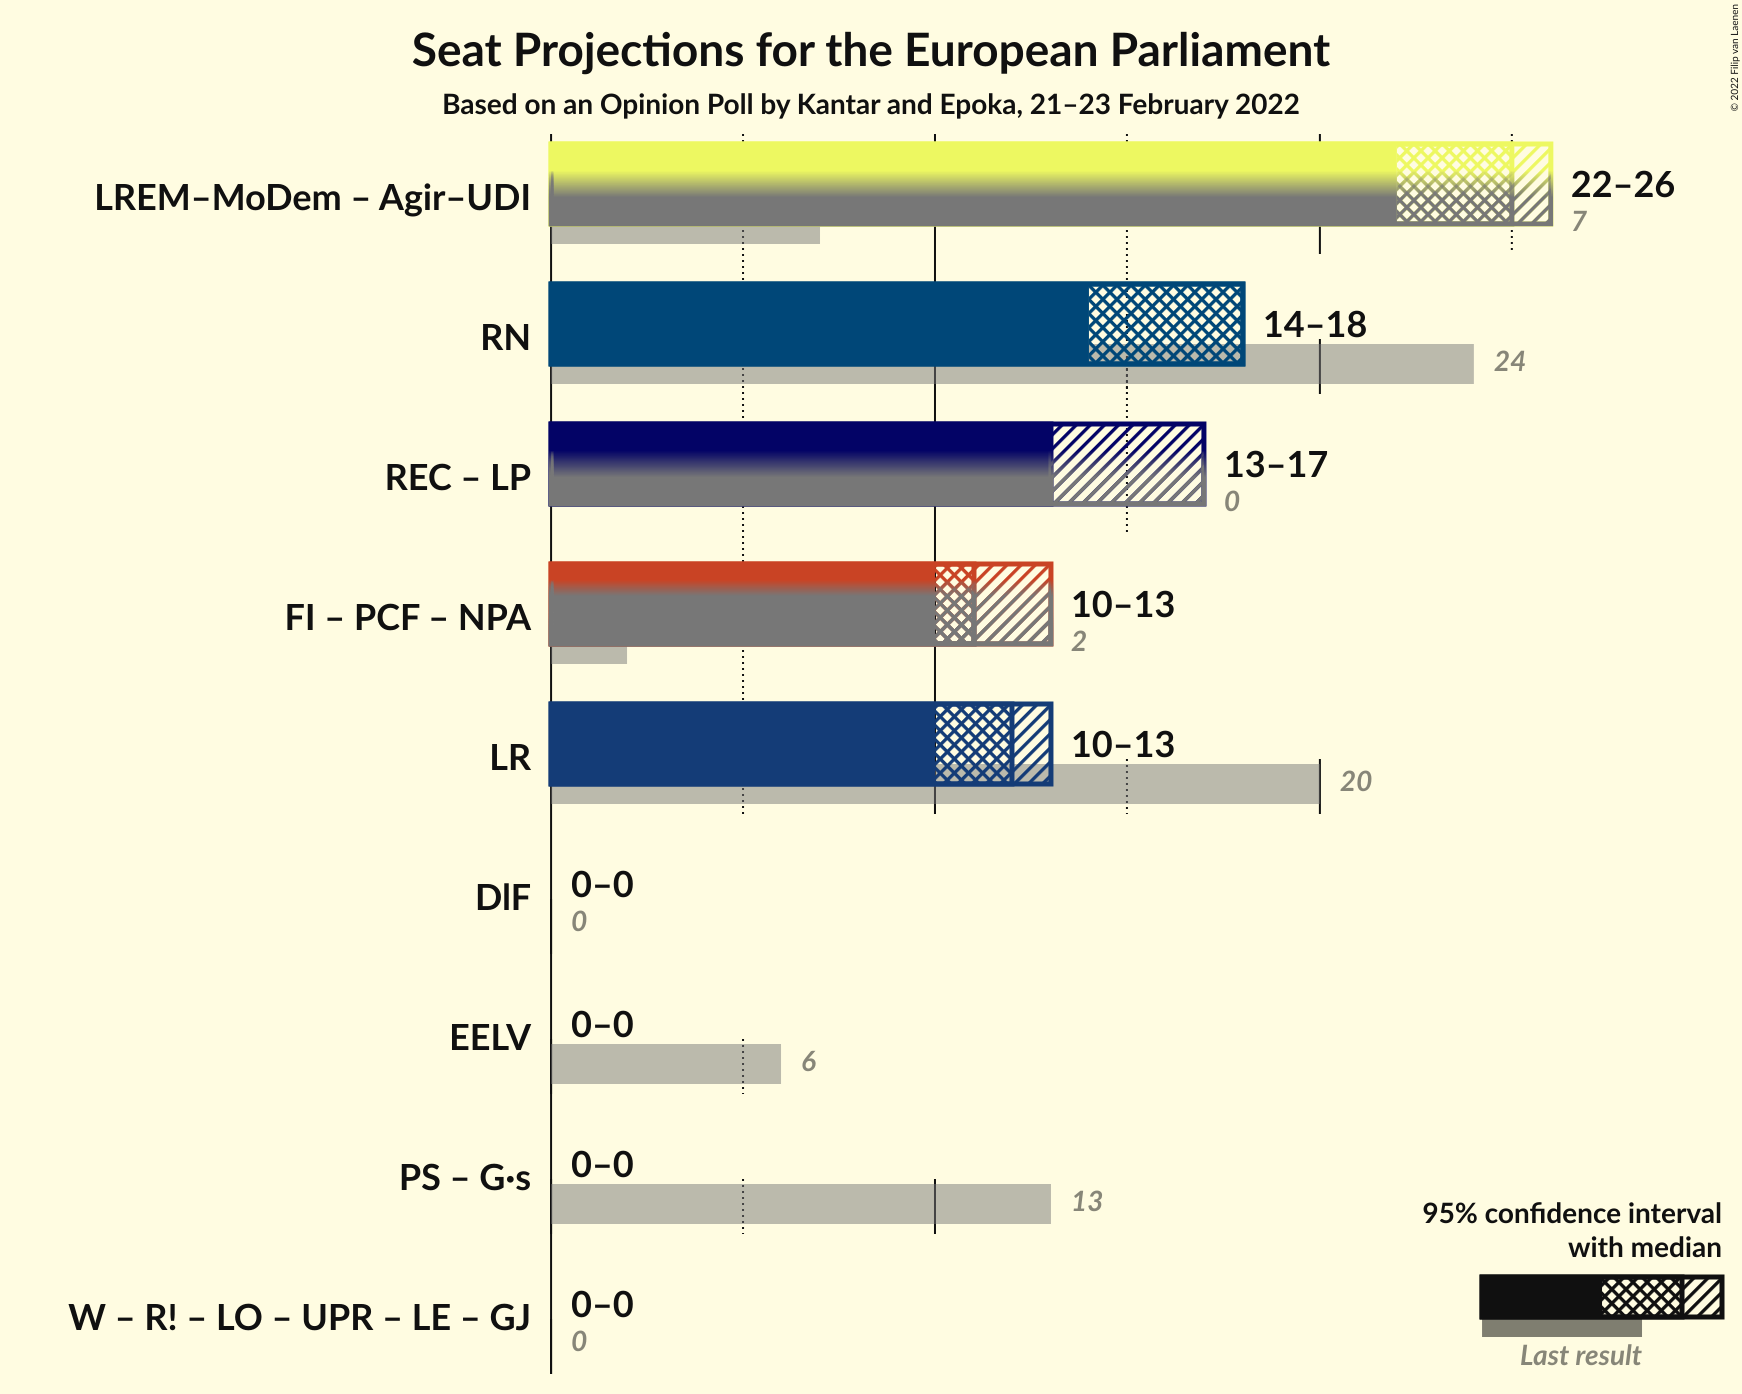 Seat Projections for the European Parliament
Based on an Opinion Poll by Kantar and Epoka, 21–23 February 2022
© 2022 Filip van Laenen
LREM–MoDem – Agir–UDI
22–26
7
RN
14–18
24
REC – LP
13–17
0
FI – PCF – NPA
10–13
2
LR
10–13
20
DlF
0–0
0
EELV
0–0
6
PS – G·s
0–0
13
W – R! – LO – UPR – LE – GJ
0–0
0
95% confidence interval
with median
Last result